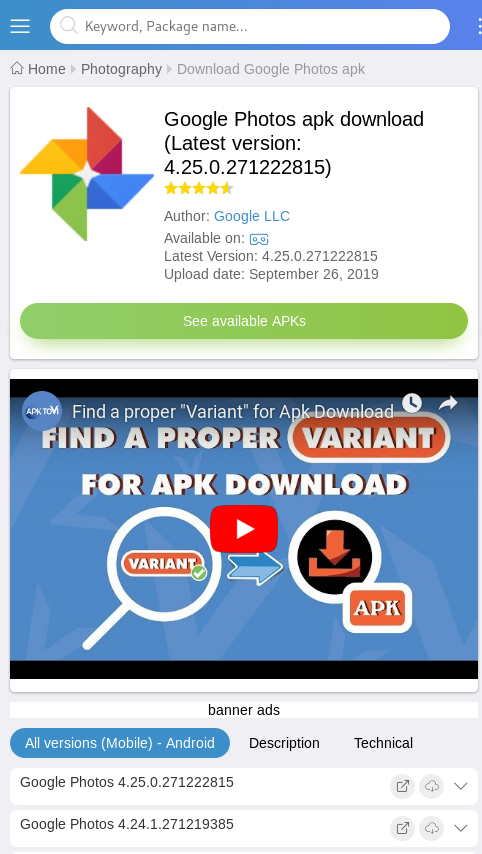 Keyword, Package name...
Home Photography Download Google Photos apk
Google Photos apk download
(Latest version:
4.25.0.271222815)
Author: Google LLC
Available on:
Latest Version: 4.25.0.271222815
Upload date: September 26, 2019
See available APKs
APK TOVI
Find a proper "Variant" for Apk Download
FIND A PROPER VARIANT
FOR APK DOWNLOAD
VARIANT
APK
banner ads
All versions (Mobile) - Android Description Technical
Google Photos 4.25.0.271222815
Google Photos 4.24.1.271219385